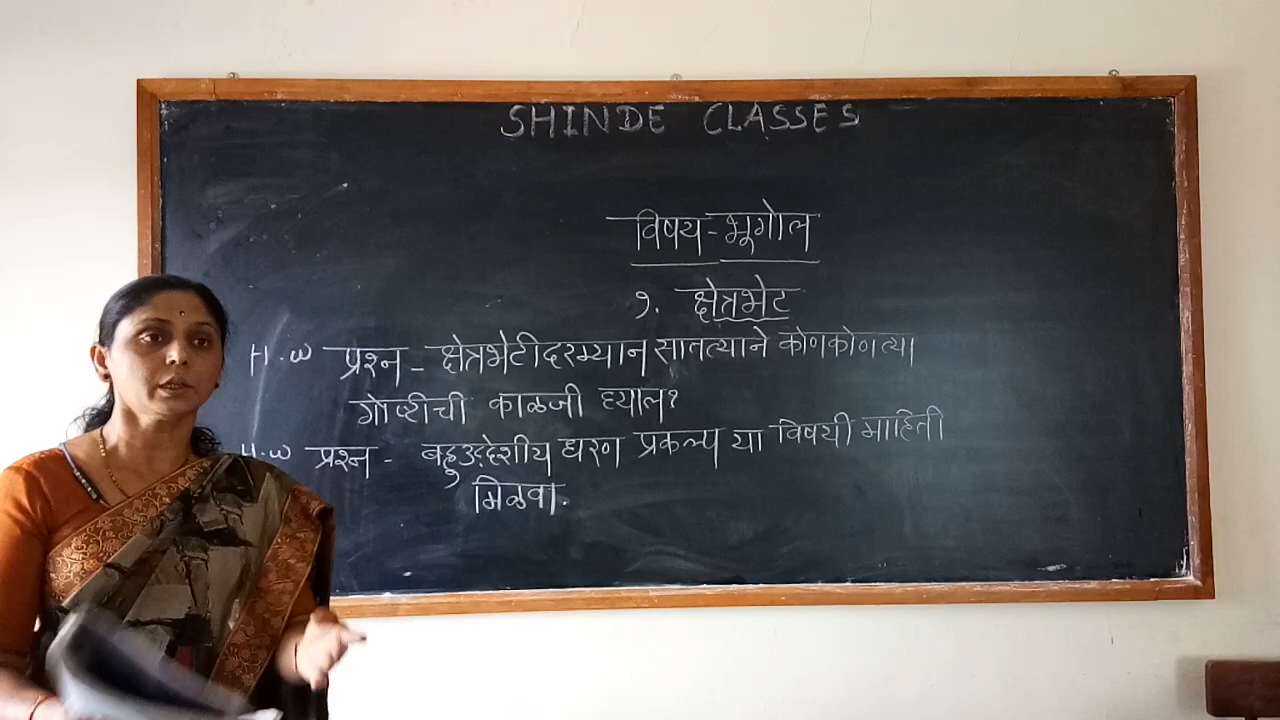 SHINDE CLASSES
विषय - भूगोल
१. क्षेत्रभेट
H.W प्रश्न - क्षेत्रभेटीदरम्यान सातत्याने कोणकोणत्या
गोष्टीची काळजी घ्याल?
H.W प्रश्न - बहुउद्देशीय धरण प्रकल्प या विषयी माहिती
मिळवा.